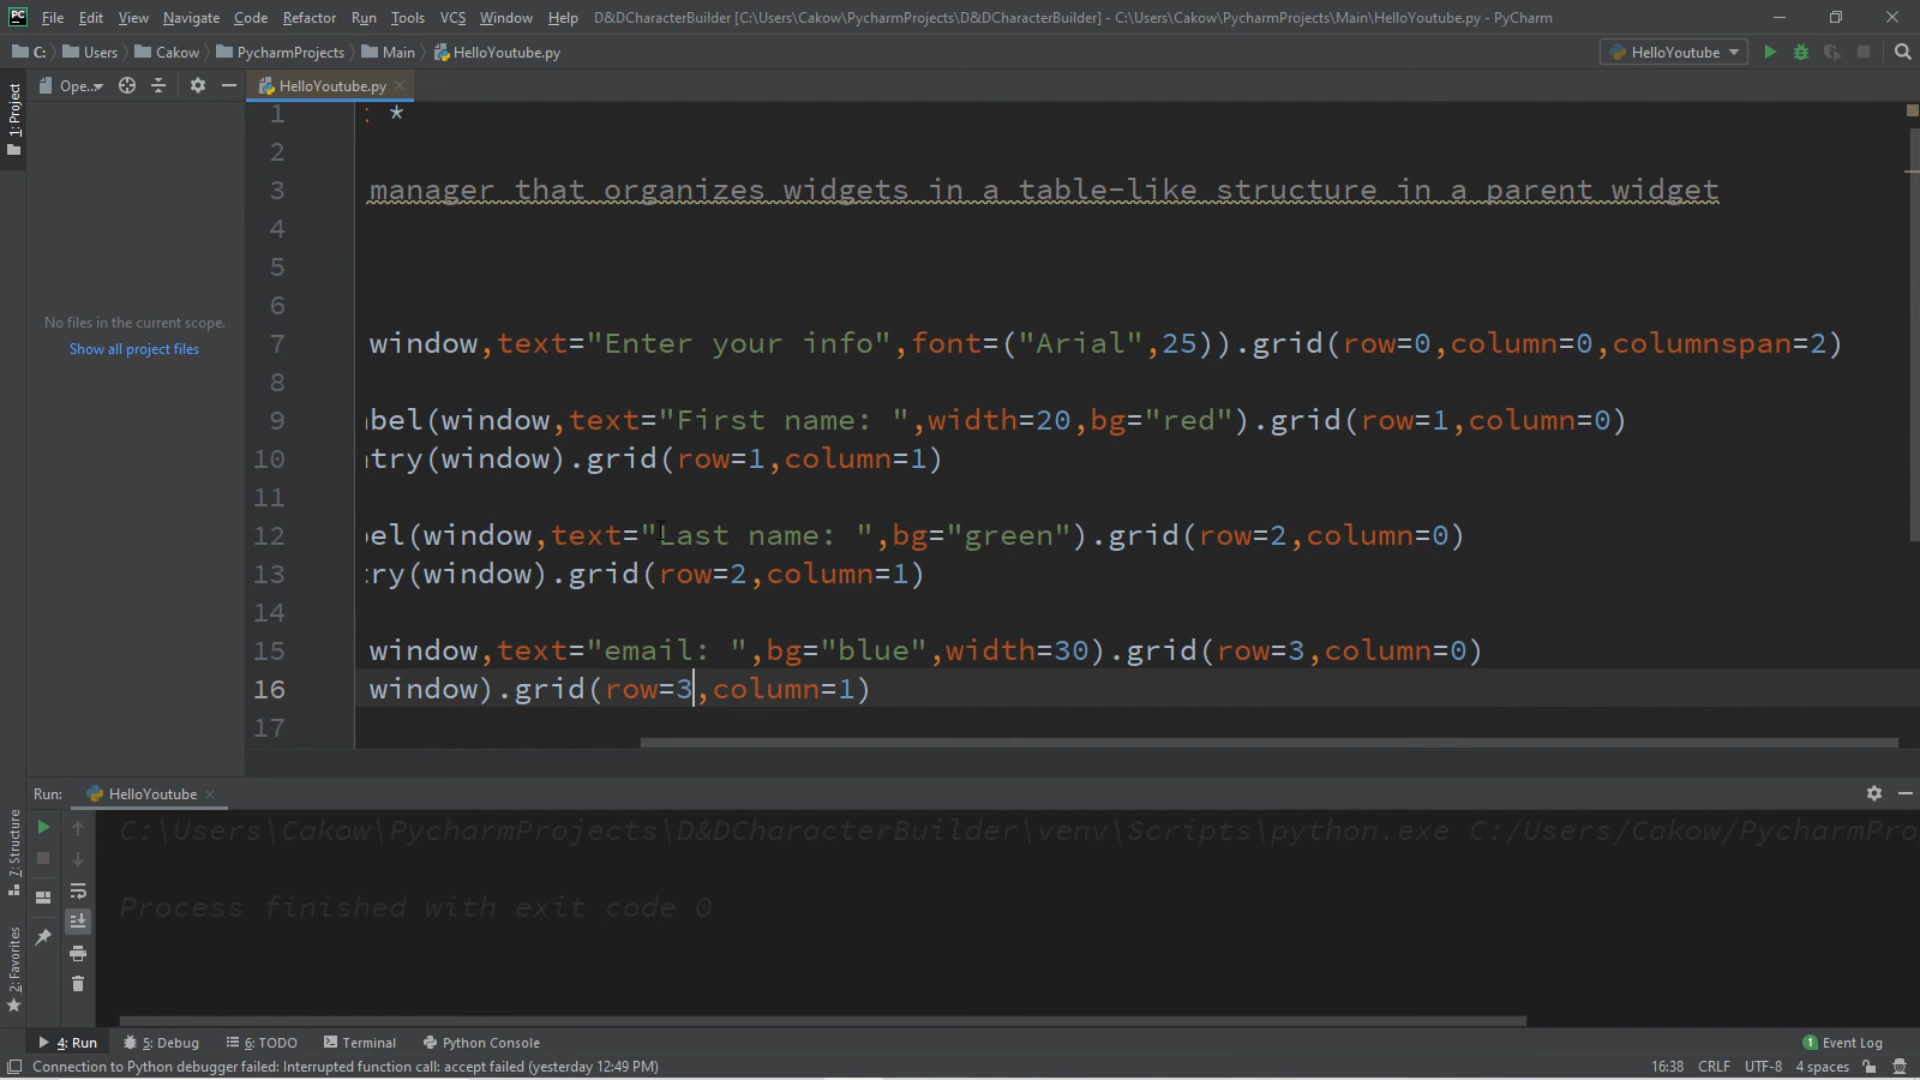 PC File Edit View Navigate Code Refactor Run Tools VCS Window Help D&DCharacterBuilder [C:\Users\Cakow\PycharmProjects\D&DCharacterBuilder] - C:\Users\Cakow\PycharmProjects\Main\HelloYoutube.py - PyCharm
C: Users Cakow PycharmProjects Main HelloYoutube.py HelloYoutube
1: Project
Ope... HelloYoutube.py
1 *
2
3 manager that organizes widgets in a table-like structure in a parent widget
4
5
6
No files in the current scope.
Show all project files
7 window,text="Enter your info",font=("Arial",25)).grid(row=0,column=0,columnspan=2)
8
9 bel(window,text="First name: ",width=20,bg="red").grid(row=1,column=0)
10 try(window).grid(row=1,column=1)
11
12 el(window,text="Last name: ",bg="green").grid(row=2,column=0)
13 ry(window).grid(row=2,column=1)
14
15 window,text="email: ",bg="blue",width=30).grid(row=3,column=0)
16 window).grid(row=3,column=1)
17
Run: HelloYoutube
7: Structure
2: Favorites
C:\Users\Cakow\PycharmProjects\D&DCharacterBuilder\venv\Scripts\python.exe C:/Users/Cakow/PycharmPro
Process finished with exit code 0
4: Run 5: Debug 6: TODO Terminal Python Console 1 Event Log
Connection to Python debugger failed: Interrupted function call: accept failed (yesterday 12:49 PM) 16:38 CRLF UTF-8 4 spaces